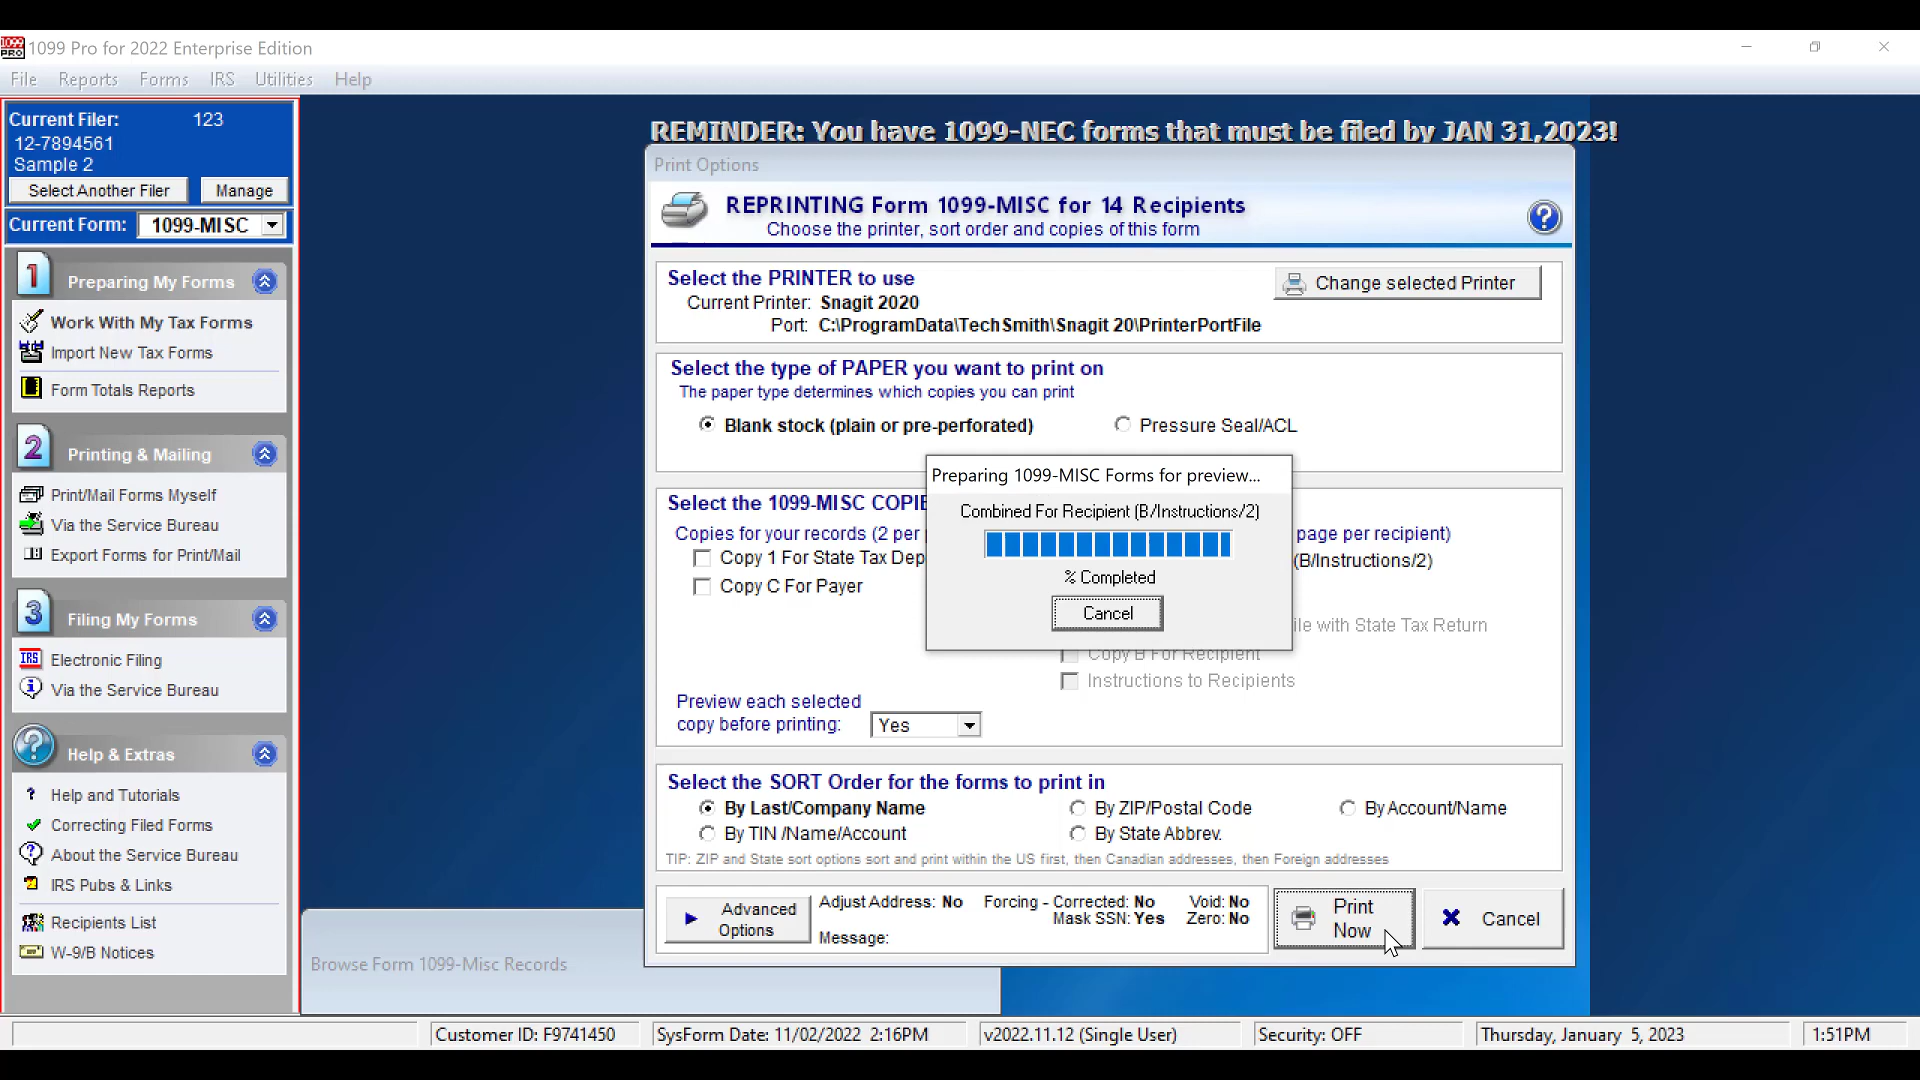 1099 Pro for 2022 Enterprise Edition
File Reports Forms IRS Utilities Help
Current Filer: 123
12-7894561
Sample 2
Select Another Filer Manage
Current Form: 1099-MISC
1 Preparing My Forms
Work With My Tax Forms
Import New Tax Forms
Form Totals Reports
2 Printing & Mailing
Print/Mail Forms Myself
Via the Service Bureau
Export Forms for Print/Mail
3 Filing My Forms
IRS Electronic Filing
Via the Service Bureau
? Help & Extras
? Help and Tutorials
Correcting Filed Forms
About the Service Bureau
IRS Pubs & Links
Recipients List
W-9/B Notices
REMINDER: You have 1099-NEC forms that must be filed by JAN 31,2023!
Print Options
REPRINTING Form 1099-MISC for 14 Recipients
Choose the printer, sort order and copies of this form
Select the PRINTER to use
Change selected Printer
Current Printer: Snagit 2020
Port: C:\ProgramData\TechSmith\Snagit 20\PrinterPortFile
Select the type of PAPER you want to print on
The paper type determines which copies you can print
Blank stock (plain or pre-perforated) Pressure Seal/ACL
Preparing 1099-MISC Forms for preview...
Combined For Recipient (B/Instructions/2)
% Completed
Cancel
Select the 1099-MISC COPIE
Copies for your records (2 per page per recipient)
Copy 1 For State Tax Dep (B/Instructions/2)
Copy C For Payer
ile with State Tax Return
Copy B For Recipient
Instructions to Recipients
Preview each selected
copy before printing: Yes
Select the SORT Order for the forms to print in
By Last/Company Name By ZIP/Postal Code By Account/Name
By TIN /Name/Account By State Abbrev.
TIP: ZIP and State sort options sort and print within the US first, then Canadian addresses, then Foreign addresses
Advanced Options
Adjust Address: No Forcing - Corrected: No Void: No
Mask SSN: Yes Zero: No
Message:
Print Now
Cancel
Browse Form 1099-Misc Records
Customer ID: F9741450 SysForm Date: 11/02/2022 2:16PM v2022.11.12 (Single User) Security: OFF Thursday, January 5, 2023 1:51PM